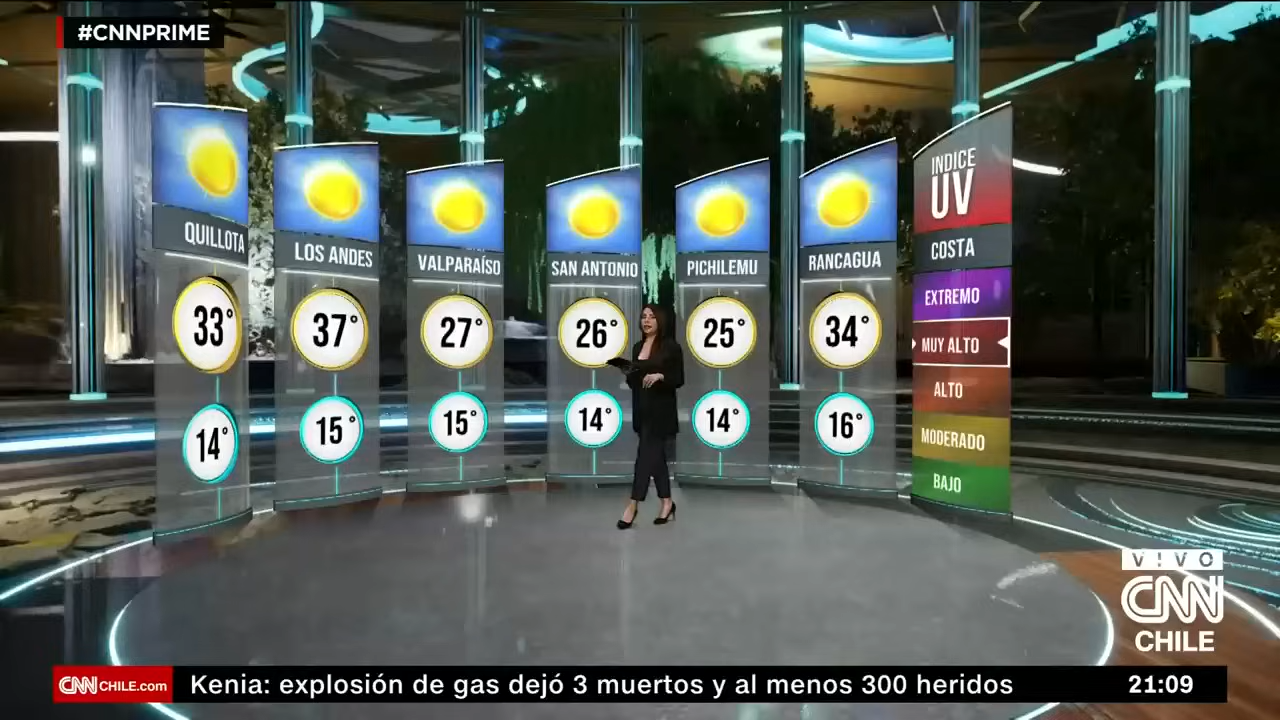 #CNNPRIME
QUILLOTA
33°
14°
LOS ANDES
37°
15°
VALPARAÍSO
27°
15°
SAN ANTONIO
26°
14°
PICHILEMU
25°
14°
RANCAGUA
34°
16°
INDICE
UV
COSTA
EXTREMO
MUY ALTO
ALTO
MODERADO
BAJO
VIVO
CNN
CHILE
CNNCHILE.com
Kenia: explosión de gas dejó 3 muertos y al menos 300 heridos
21:09